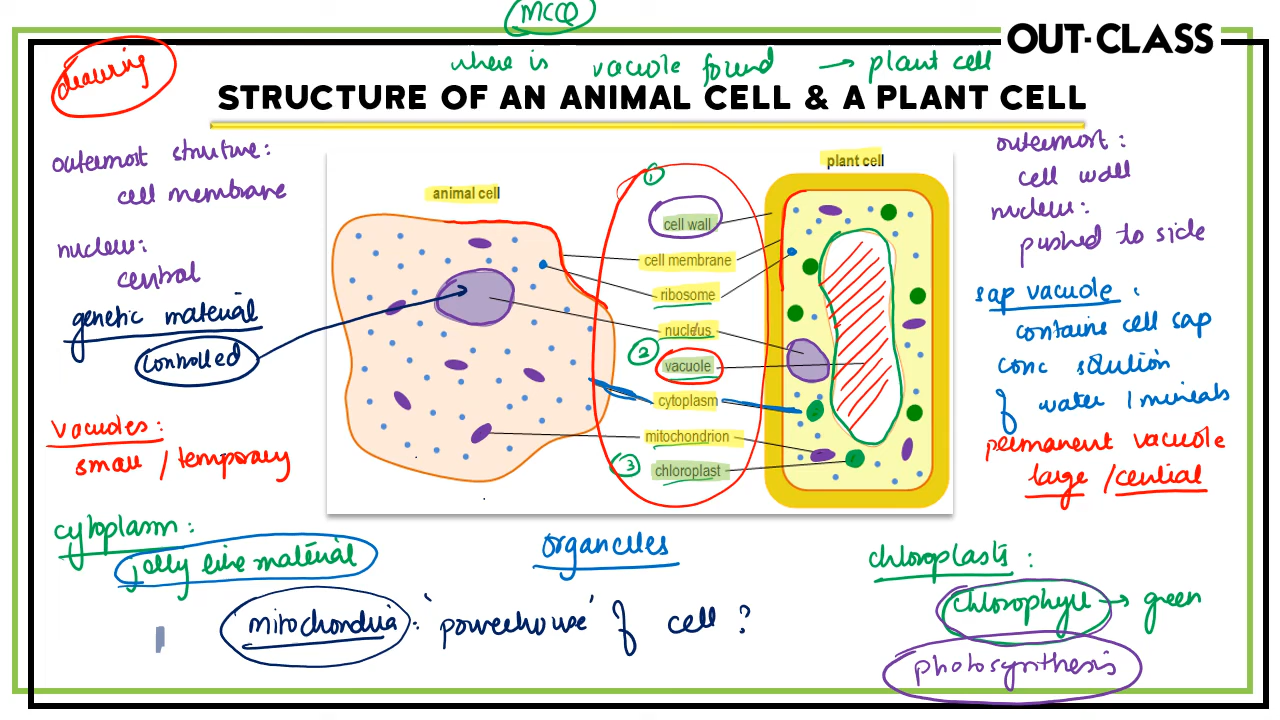 MCQ
OUT-CLASS
drawing
where is vacuole found → plant cell
STRUCTURE OF AN ANIMAL CELL & A PLANT CELL
outermost struture:
cell membrane
nucleus:
central
genetic material
controlled
vacuoles:
small / temporary
animal cell
plant cell
1
cell wall
cell membrane
ribosome
nucleus
2
vacuole
cytoplasm
mitochondrion
3
chloroplast
outermost:
cell wall
nucleus:
pushed to side
sap vacuole:
contains cell sap
conc solution
of water / minerals
permanent vacuole
large / central
cytoplasm:
jelly like material
organelles
mitochondria: 'powerhouse' of cell?
chloroplasts:
chlorophyll → green
photosynthesis